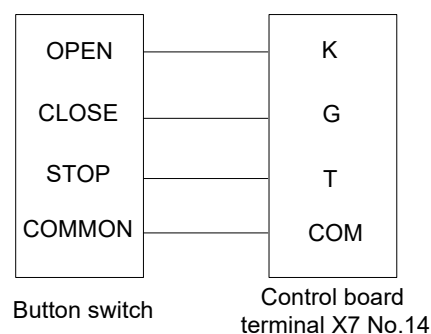 OPEN K
CLOSE G
STOP T
COMMON COM
Button switch
Control board
terminal X7 No.14